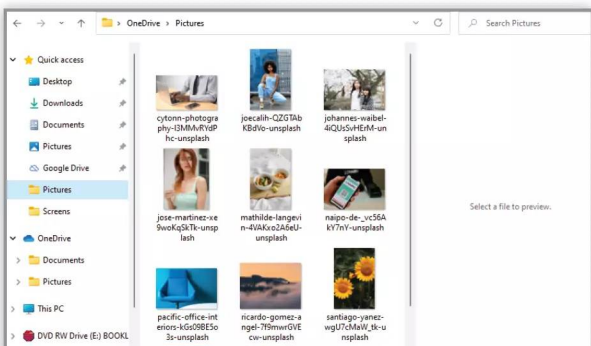 OneDrive > Pictures
Search Pictures
Quick access
Desktop
Downloads
Documents
Pictures
Google Drive
Pictures
Screens
OneDrive
Documents
Pictures
This PC
DVD RW Drive (E:) BOOKL
cytonn-photogra
phy-I3MMvRYdP
hc-unsplash
joecalih-QZGTAb
KBdVo-unsplash
johannes-waibel-
4iQUsSvHErM-un
splash
jose-martinez-xe
9woKqSkTk-unsp
lash
mathilde-langevi
n-4VAKxo2A6eU-
unsplash
naipo-de-_vc56A
kY7nY-unsplash
pacific-office-int
eriors-kGs09BE5o
3s-unsplash
ricardo-gomez-a
ngel-7f9mwrGVE
cw-unsplash
santiago-yanez-
wgU7cMaW_tk-u
nsplash
Select a file to preview.